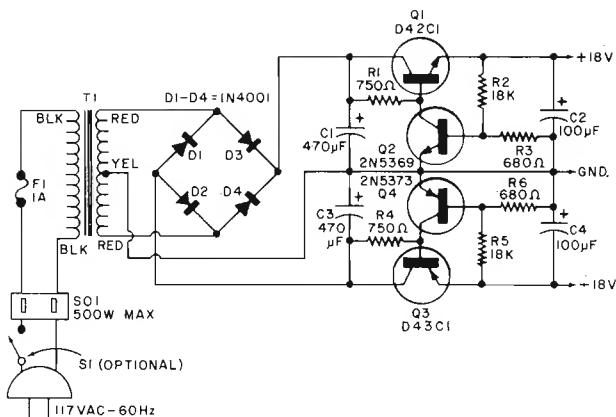 Q1
D42C1
+18V
R1
750Ω
R2
18K
T1
D1-D4=1N4001
BLK
RED
YEL
D1
D3
D2
D4
RED
BLK
F1
1A
C1
470µF
Q2
2N5369
+
C2
100µF
R3
680Ω
GND.
2N5373
Q4
R6
680Ω
C3
470
µF
R4
750Ω
R5
18K
+
C4
100µF
+
+
-18V
Q3
D43C1
SO1
500W MAX
S1 (OPTIONAL)
117VAC-60Hz